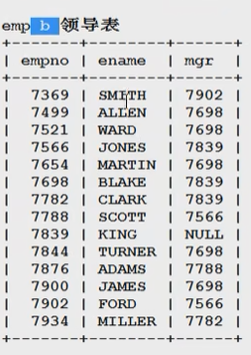 emp b 领导表
+-------+--------+------+
| empno | ename | mgr |
+-------+--------+------+
| 7369 | SMITH | 7902 |
| 7499 | ALLEN | 7698 |
| 7521 | WARD | 7698 |
| 7566 | JONES | 7839 |
| 7654 | MARTIN | 7698 |
| 7698 | BLAKE | 7839 |
| 7782 | CLARK | 7839 |
| 7788 | SCOTT | 7566 |
| 7839 | KING | NULL |
| 7844 | TURNER | 7698 |
| 7876 | ADAMS | 7788 |
| 7900 | JAMES | 7698 |
| 7902 | FORD | 7566 |
| 7934 | MILLER | 7782 |
+-------+--------+------+